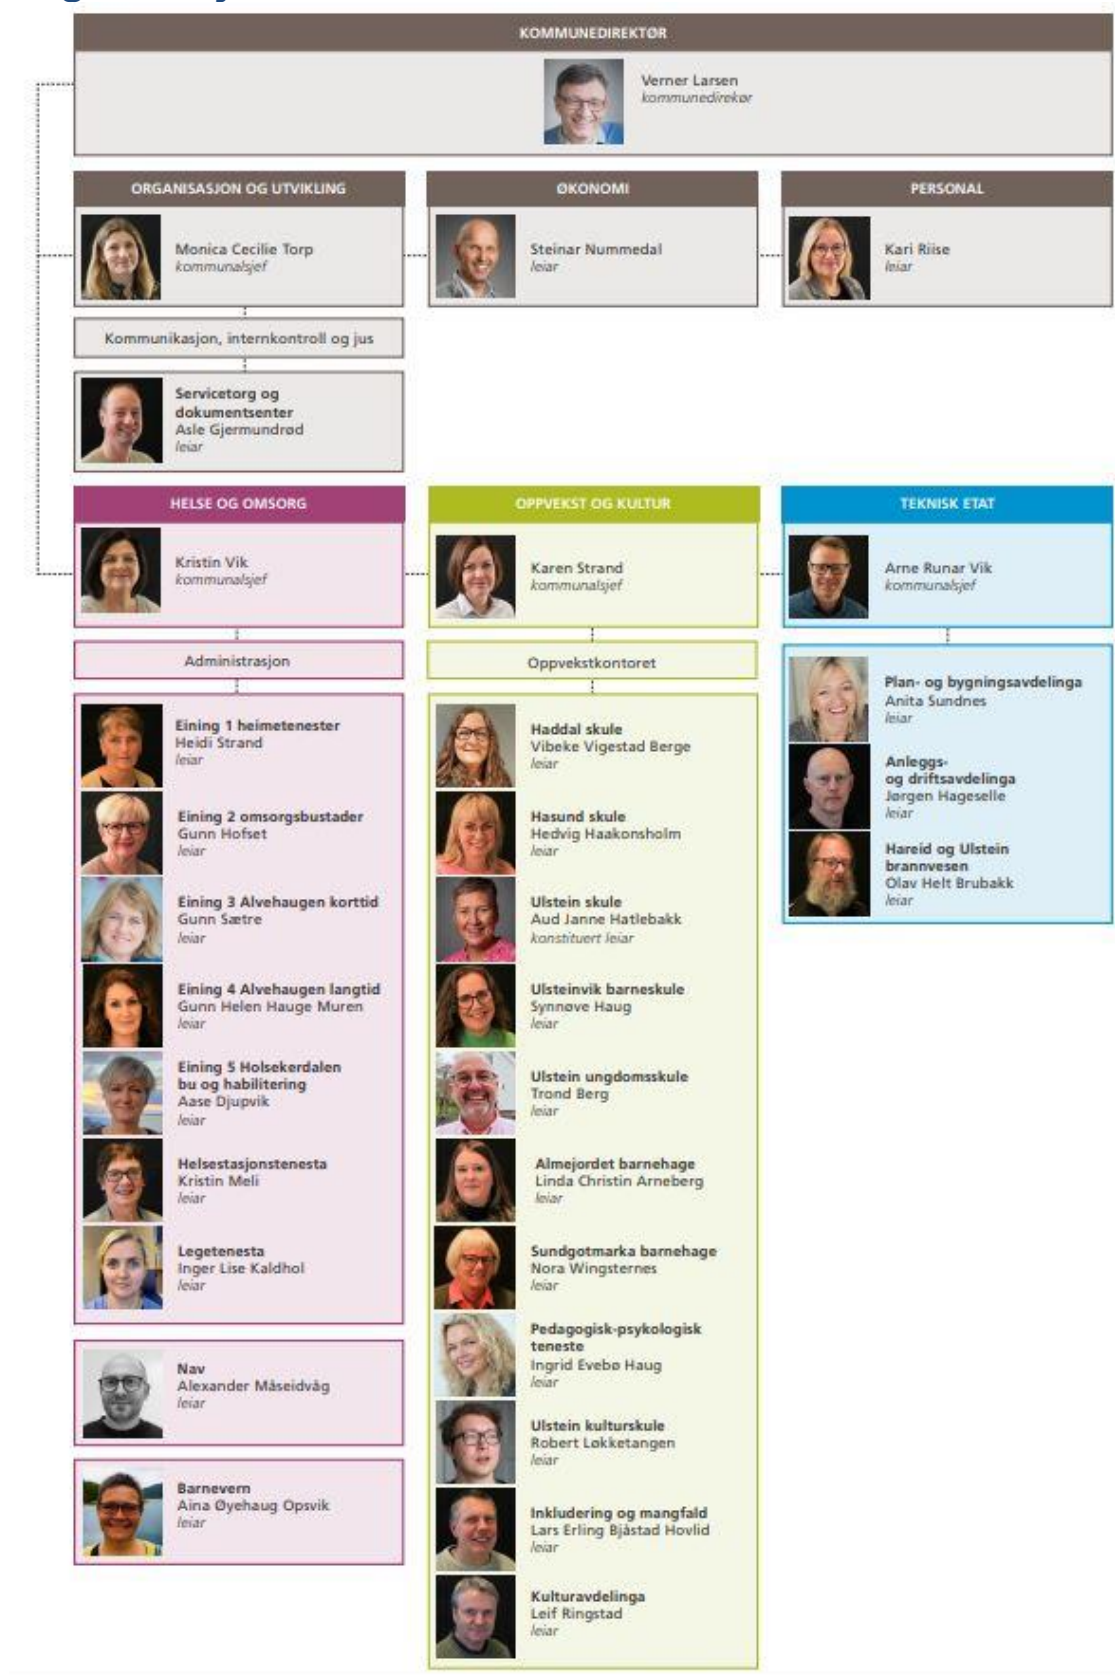 KOMMUNEDIREKTØR
Verner Larsen
kommunedirekør
ORGANISASJON OG UTVIKLING
Monica Cecilie Torp
kommunalsjef
ØKONOMI
Steinar Nummedal
leiar
PERSONAL
Kari Riise
leiar
Kommunikasjon, internkontroll og jus
Servicetorg og
dokumentsenter
Asle Gjermundrød
leiar
HELSE OG OMSORG
Kristin Vik
kommunalsjef
Administrasjon
Eining 1 heimetenester
Heidi Strand
leiar
Eining 2 omsorgsbustader
Gunn Hofset
leiar
Eining 3 Alvehaugen korttid
Gunn Sætre
leiar
Eining 4 Alvehaugen langtid
Gunn Helen Hauge Muren
leiar
Eining 5 Holsekerdalen
bu og habilitering
Aase Djupvik
leiar
Helsestasjonstenesta
Kristin Meli
leiar
Legetenesta
Inger Lise Kaldhol
leiar
Nav
Alexander Måseidvåg
leiar
Barnevern
Aina Øyehaug Opsvik
leiar
OPPVEKST OG KULTUR
Karen Strand
kommunalsjef
Oppvekstkontoret
Haddal skule
Vibeke Vigestad Berge
leiar
Hasund skule
Hedvig Haakonsholm
leiar
Ulstein skule
Aud Janne Hatlebakk
konstituert leiar
Ulsteinvik barneskule
Synnøve Haug
leiar
Ulstein ungdomsskule
Trond Berg
leiar
Almejordet barnehage
Linda Christin Arneberg
leiar
Sundgotmarka barnehage
Nora Wingsternes
leiar
Pedagogisk-psykologisk
teneste
Ingrid Evebø Haug
leiar
Ulstein kulturskule
Robert Løkketangen
leiar
Inkludering og mangfald
Lars Erling Bjåstad Hovlid
leiar
Kulturavdelinga
Leif Ringstad
leiar
TEKNISK ETAT
Arne Runar Vik
kommunalsjef
Plan- og bygningsavdelinga
Anita Sundnes
leiar
Anleggs-
og driftsavdelinga
Jørgen Hageselle
leiar
Hareid og Ulstein
brannvesen
Olav Helt Brubakk
leiar